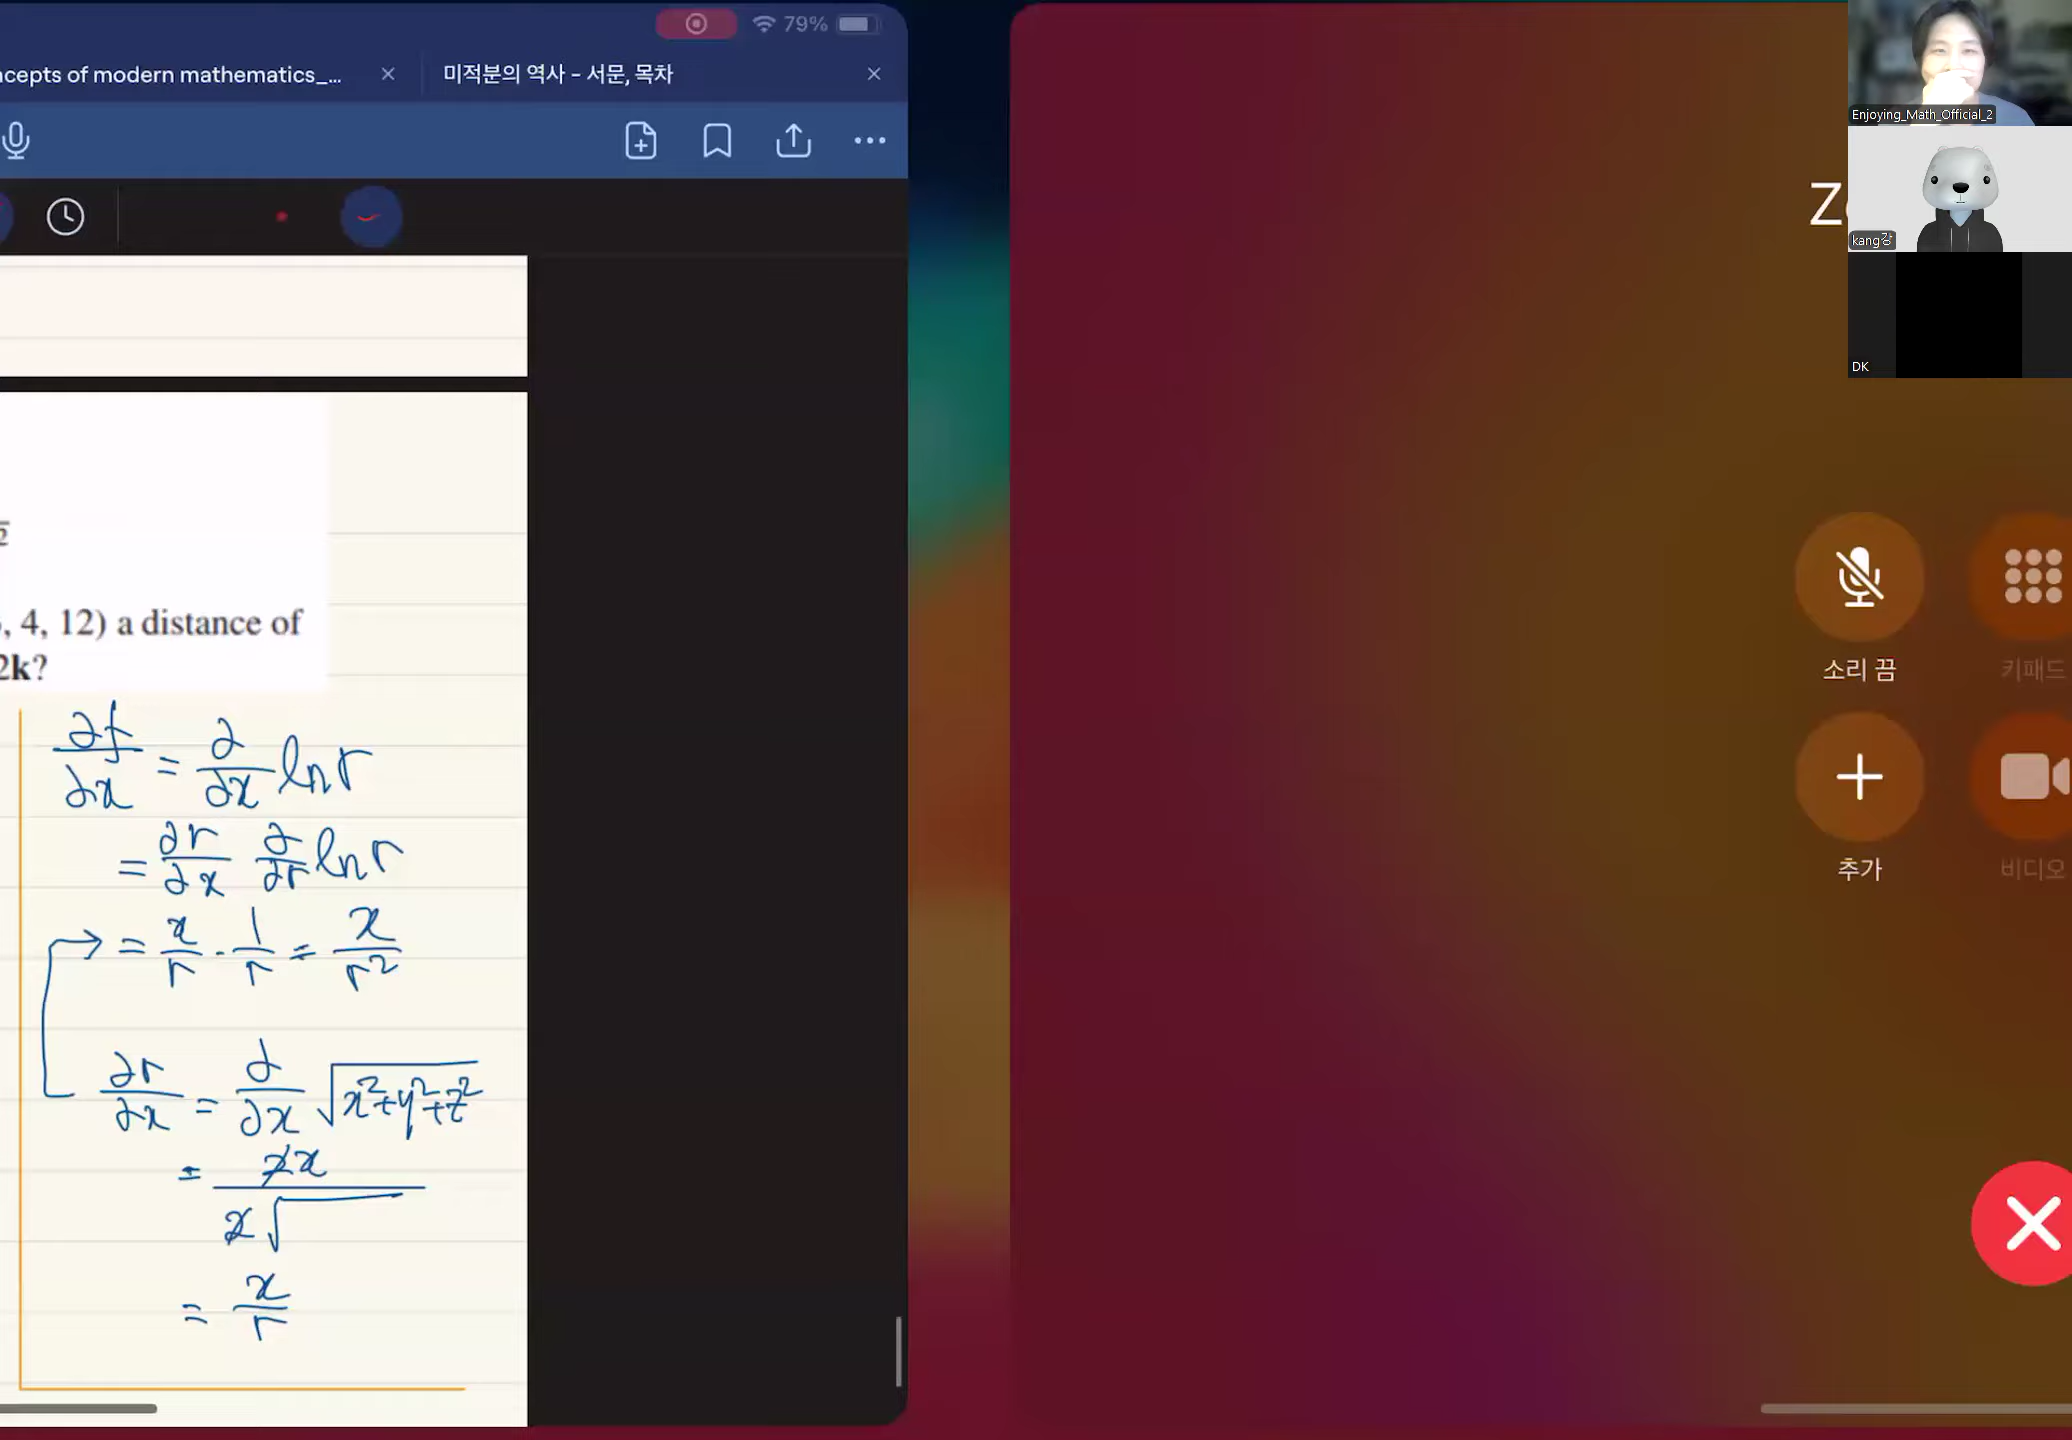 79%
ncepts of modern mathematics_...
미적분의 역사 - 서문, 목차
Enjoying_Math_Official_2
kang강
DK
2
, 4, 12) a distance of
2k?
∂f/∂x = ∂/∂x ln r
= ∂r/∂x ∂/∂r ln r
= x/r · 1/r = x/r²
∂r/∂x = ∂/∂x √(x²+y²+z²)
= 2x/2√
= x/r
소리 끔
키패드
추가
비디오